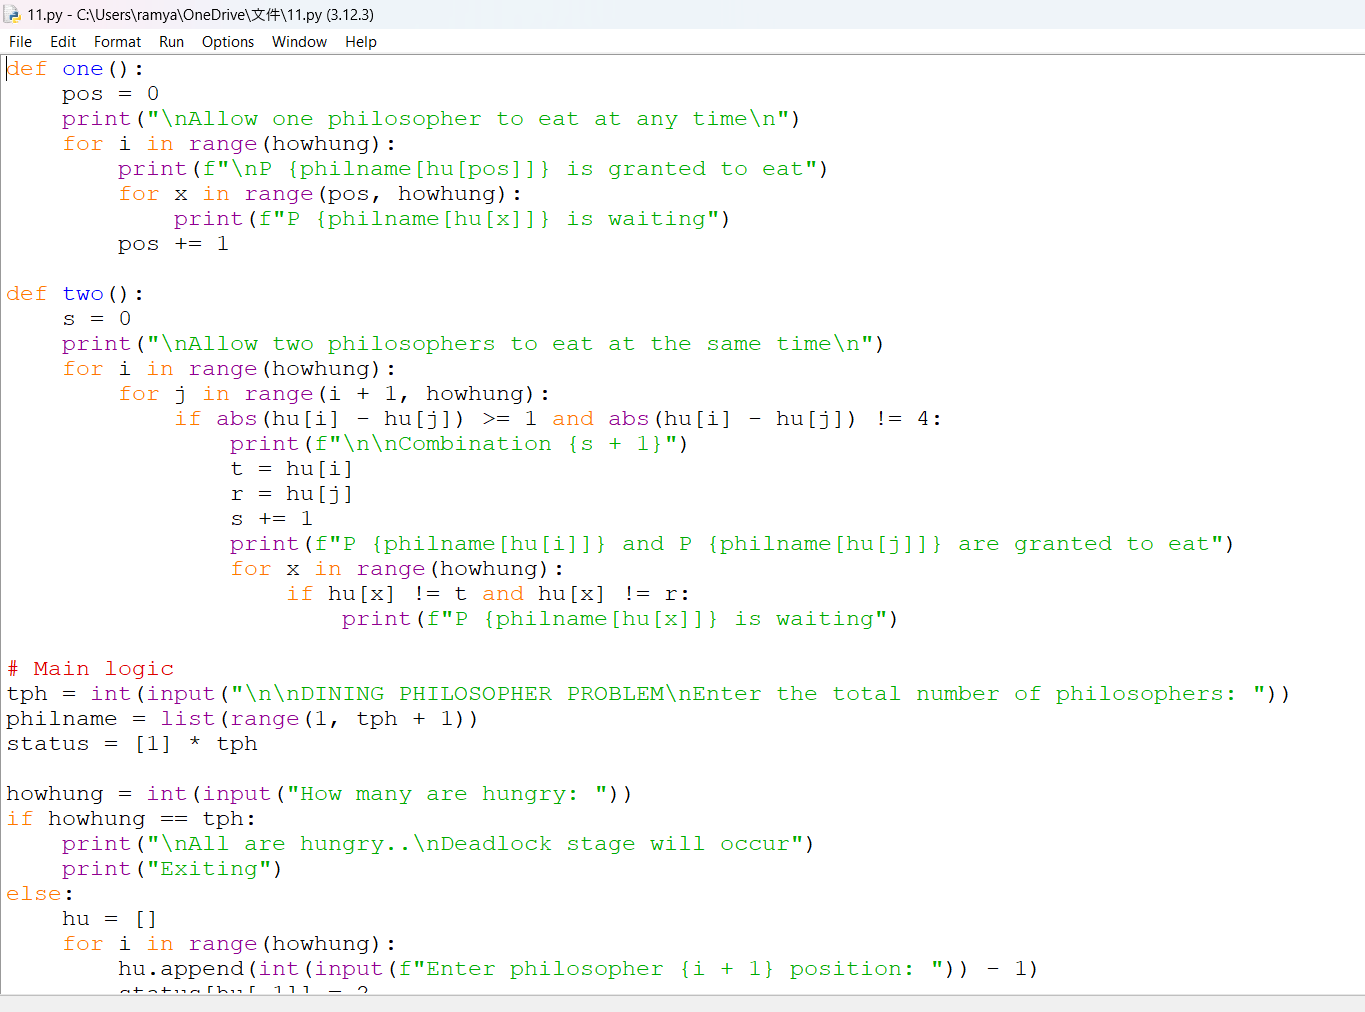 11.py - C:\Users\ramya\OneDrive\文件\11.py (3.12.3)
File Edit Format Run Options Window Help
def one():
    pos = 0
    print("\nAllow one philosopher to eat at any time\n")
    for i in range(howhung):
        print(f"\nP {philname[hu[pos]]} is granted to eat")
        for x in range(pos, howhung):
            print(f"P {philname[hu[x]]} is waiting")
        pos += 1

def two():
    s = 0
    print("\nAllow two philosophers to eat at the same time\n")
    for i in range(howhung):
        for j in range(i + 1, howhung):
            if abs(hu[i] - hu[j]) >= 1 and abs(hu[i] - hu[j]) != 4:
                print(f"\n\nCombination {s + 1}")
                t = hu[i]
                r = hu[j]
                s += 1
                print(f"P {philname[hu[i]]} and P {philname[hu[j]]} are granted to eat")
                for x in range(howhung):
                    if hu[x] != t and hu[x] != r:
                        print(f"P {philname[hu[x]]} is waiting")

# Main logic
tph = int(input("\n\nDINING PHILOSOPHER PROBLEM\nEnter the total number of philosophers: "))
philname = list(range(1, tph + 1))
status = [1] * tph

howhung = int(input("How many are hungry: "))
if howhung == tph:
    print("\nAll are hungry..\nDeadlock stage will occur")
    print("Exiting")
else:
    hu = []
    for i in range(howhung):
        hu.append(int(input(f"Enter philosopher {i + 1} position: ")) - 1)